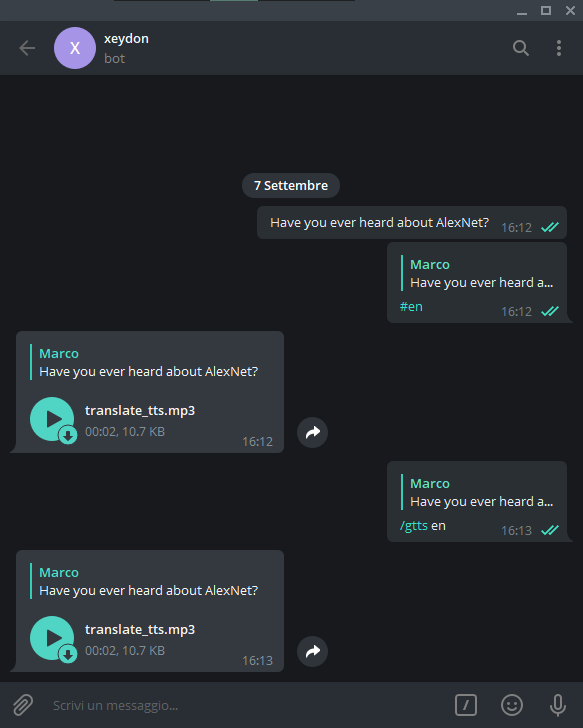 X
xeydon
bot
7 Settembre
Have you ever heard about AlexNet?
16:12
Marco
Have you ever heard a...
#en
16:12
Marco
Have you ever heard about AlexNet?
translate_tts.mp3
00:02, 10.7 KB
16:12
Marco
Have you ever heard a...
/gtts en
16:13
Marco
Have you ever heard about AlexNet?
translate_tts.mp3
00:02, 10.7 KB
16:13
Scrivi un messaggio...